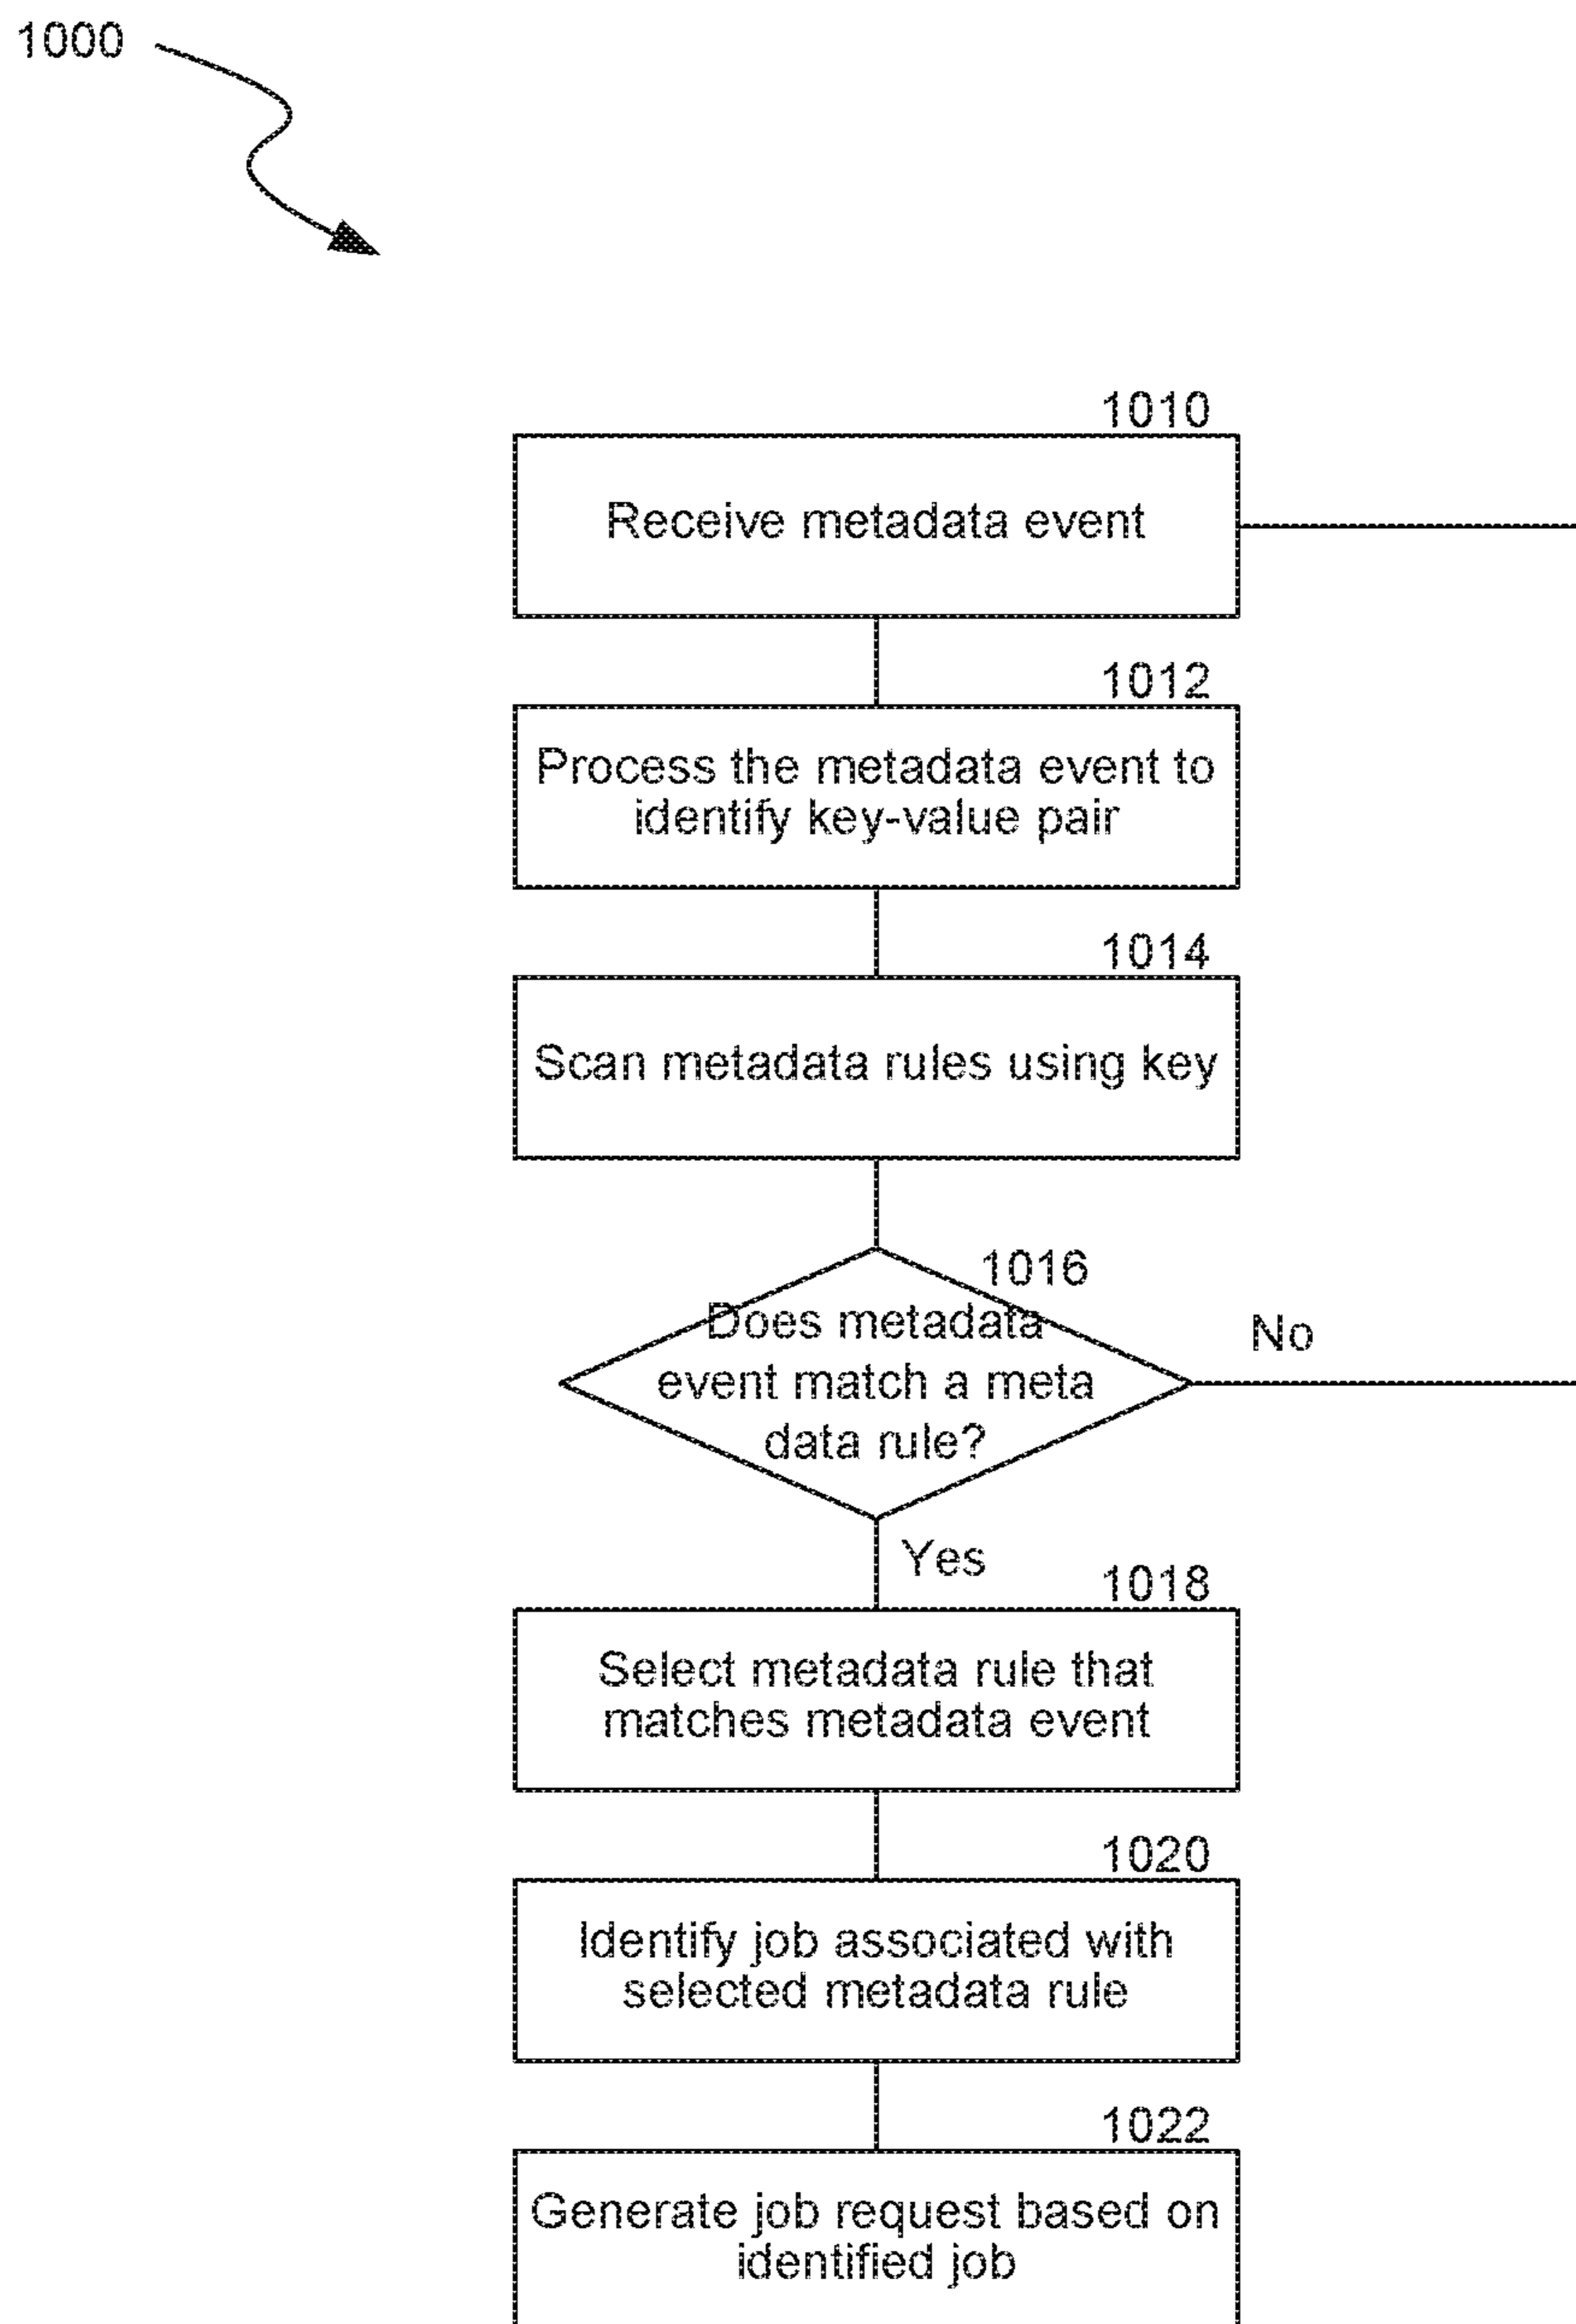 1000
1010
Receive metadata event
1012
Process the metadata event to
identify key-value pair
1014
Scan metadata rules using key
1016
Does metadata
event match a meta
data rule?
No
Yes
1018
Select metadata rule that
matches metadata event
1020
Identify job associated with
selected metadata rule
1022
Generate job request based on
identified job